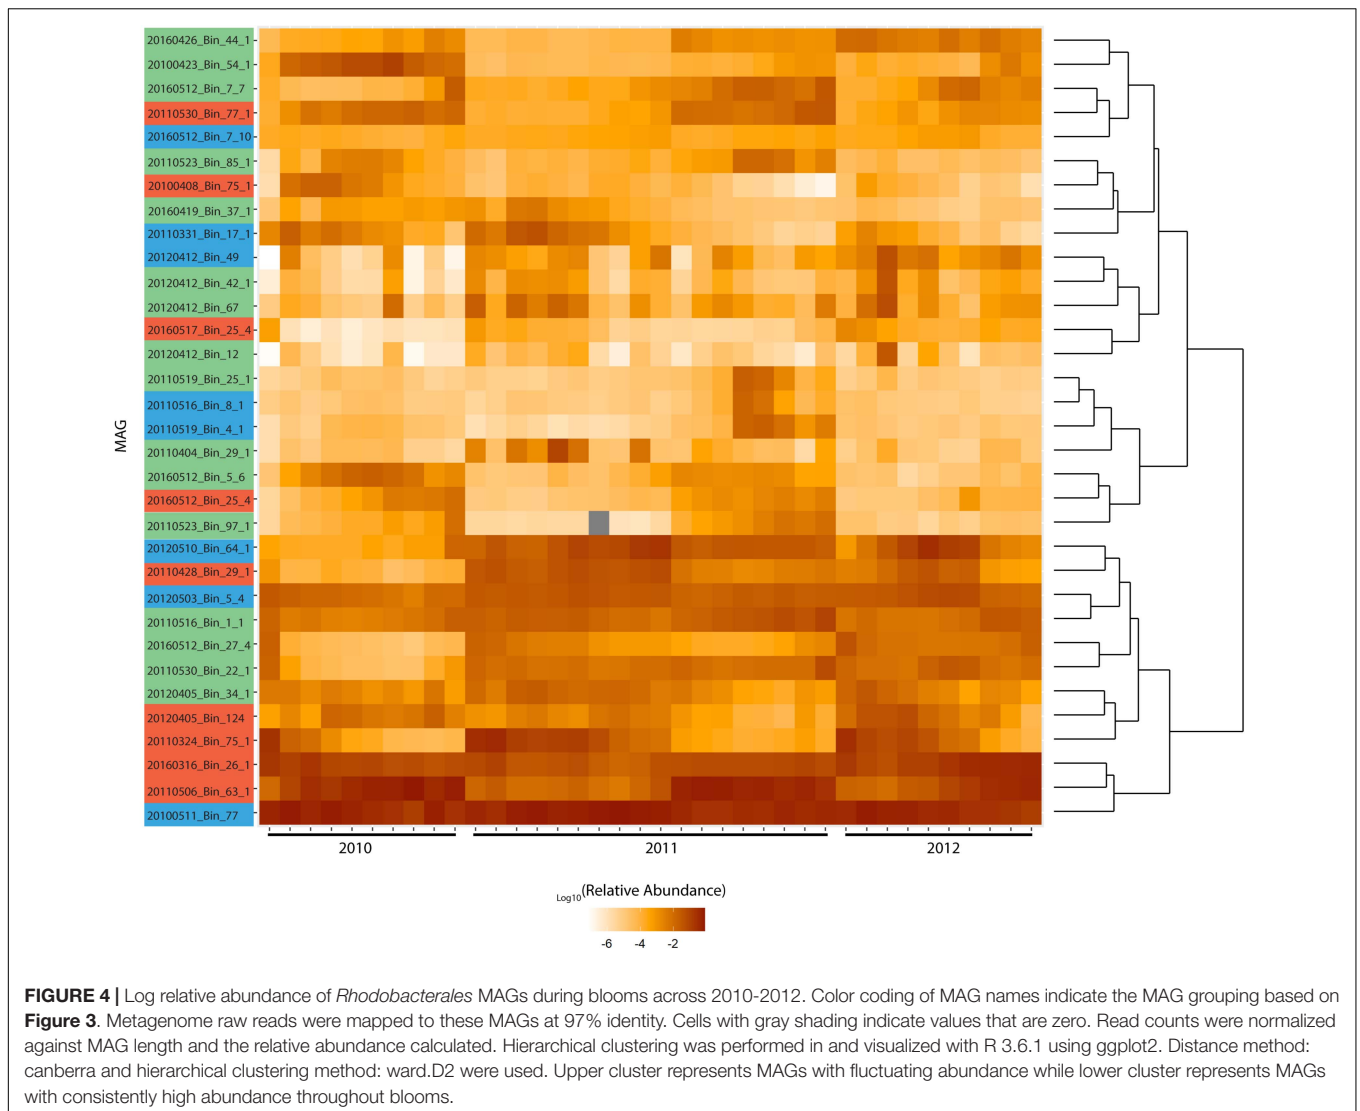 20160426_Bin_44_1
20100423_Bin_54_1
20160512_Bin_7_7
20110530_Bin_77_1
20160512_Bin_7_10
20110523_Bin_85_1
20100408_Bin_75_1
20160419_Bin_37_1
20110331_Bin_17_1
20120412_Bin_49
20120412_Bin_42_1
20120412_Bin_67
20160517_Bin_25_4
20120412_Bin_12
20110519_Bin_25_1
20110516_Bin_8_1
20110519_Bin_4_1
20110404_Bin_29_1
20160512_Bin_5_6
20160512_Bin_25_4
20110523_Bin_97_1
20120510_Bin_64_1
20110428_Bin_29_1
20120503_Bin_5_4
20110516_Bin_1_1
20160512_Bin_27_4
20110530_Bin_22_1
20120405_Bin_34_1
20120405_Bin_124
20110324_Bin_75_1
20160316_Bin_26_1
20110506_Bin_63_1
20100511_Bin_77
MAG
2010 2011 2012
Log10(Relative Abundance)
-6 -4 -2
FIGURE 4 | Log relative abundance of Rhodobacterales MAGs during blooms across 2010-2012. Color coding of MAG names indicate the MAG grouping based on
Figure 3. Metagenome raw reads were mapped to these MAGs at 97% identity. Cells with gray shading indicate values that are zero. Read counts were normalized
against MAG length and the relative abundance calculated. Hierarchical clustering was performed in and visualized with R 3.6.1 using ggplot2. Distance method:
canberra and hierarchical clustering method: ward.D2 were used. Upper cluster represents MAGs with fluctuating abundance while lower cluster represents MAGs
with consistently high abundance throughout blooms.